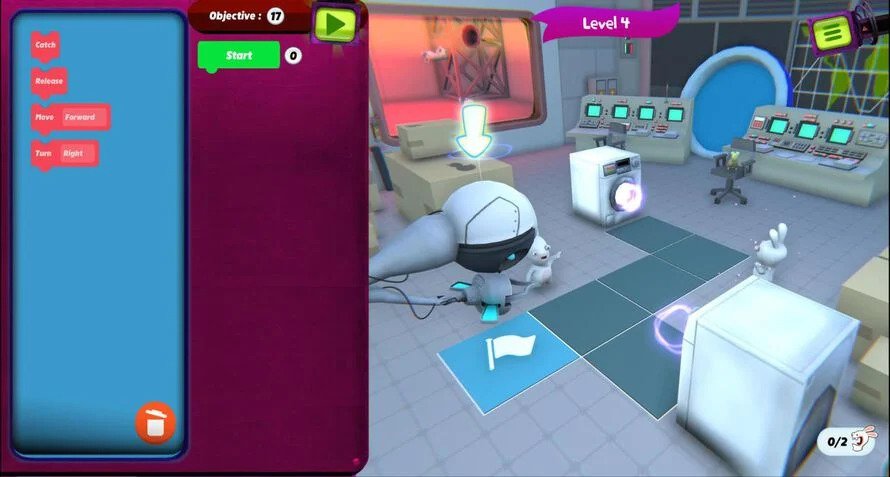 Objective : 17
Level 4
Start 0
Catch
Release
Move Forward
Turn Right
0/2